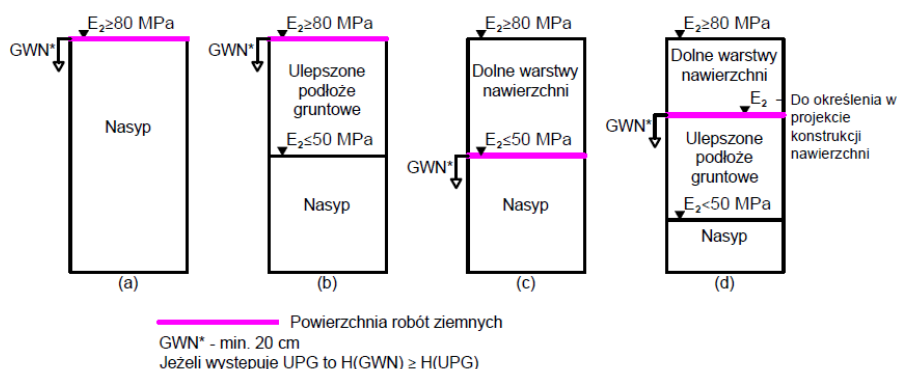 E₂≥80 MPa
GWN*
Nasyp
(a)
E₂≥80 MPa
GWN*
Ulepszone
podłoże
gruntowe
E₂≤50 MPa
Nasyp
(b)
E₂≥80 MPa
Dolne warstwy
nawierzchni
E₂≤50 MPa
GWN*
Nasyp
(c)
E₂≥80 MPa
Dolne warstwy
nawierzchni
E₂ – Do określenia w
projekcie
konstrukcji
nawierzchni
GWN*
Ulepszone
podłoże
gruntowe
E₂<50 MPa
Nasyp
(d)
Powierzchnia robót ziemnych
GWN* - min. 20 cm
Jeżeli występuje UPG to H(GWN) ≥ H(UPG)